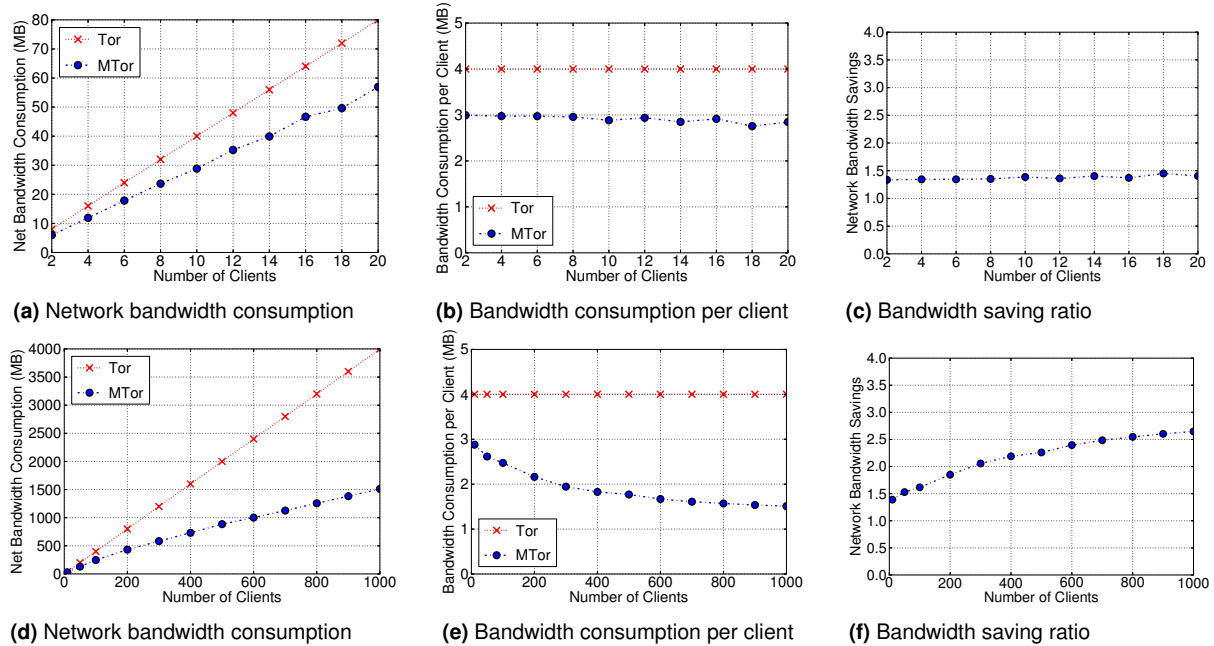 Net Bandwidth Consumption (MB)
80
70
60
50
40
30
20
10
0
Tor
MTor
2 4 6 8 10 12 14 16 18 20
Number of Clients
(a) Network bandwidth consumption
Bandwidth Consumption per Client (MB)
5
4
3
2
1
0
Tor
MTor
2 4 6 8 10 12 14 16 18 20
Number of Clients
(b) Bandwidth consumption per client
Network Bandwidth Savings
4.0
3.5
3.0
2.5
2.0
1.5
1.0
0.5
0.0
2 4 6 8 10 12 14 16 18 20
Number of Clients
(c) Bandwidth saving ratio
Net Bandwidth Consumption (MB)
4000
3500
3000
2500
2000
1500
1000
500
0
Tor
MTor
200 400 600 800 1000
Number of Clients
(d) Network bandwidth consumption
Bandwidth Consumption per Client (MB)
5
4
3
2
1
0
Tor
MTor
200 400 600 800 1000
Number of Clients
(e) Bandwidth consumption per client
Network Bandwidth Savings
4.0
3.5
3.0
2.5
2.0
1.5
1.0
0.5
0.0
200 400 600 800 1000
Number of Clients
(f) Bandwidth saving ratio